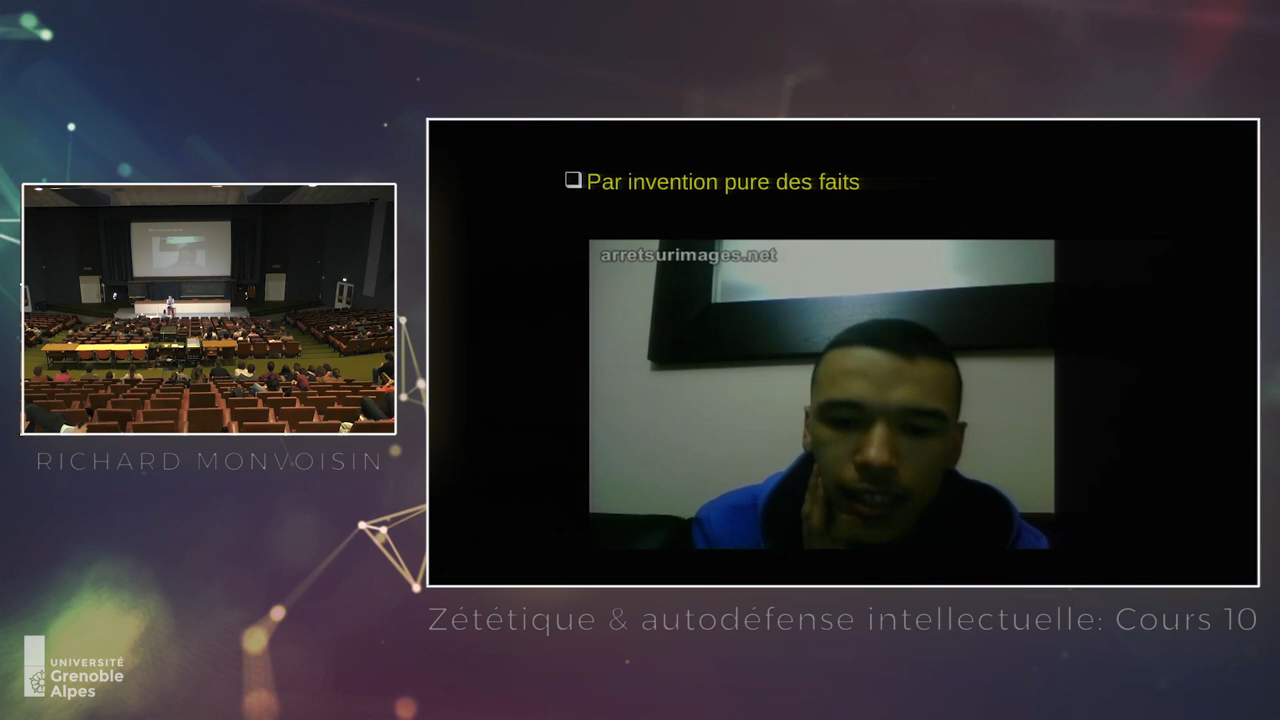 Par invention pure des faits
arretsurimages.net
RICHARD MONVOISIN
Zététique & autodéfense intellectuelle: Cours 10
UNIVERSITÉ
Grenoble
Alpes